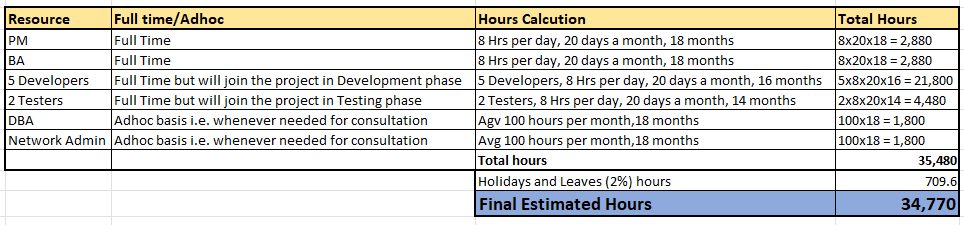 Resource Full time/Adhoc Hours Calcution Total Hours
PM Full Time 8 Hrs per day, 20 days a month, 18 months 8x20x18 = 2,880
BA Full Time 8 Hrs per day, 20 days a month, 18 months 8x20x18 = 2,880
5 Developers Full Time but will join the project in Development phase 5 Developers, 8 Hrs per day, 20 days a month, 16 months 5x8x20x16 = 21,800
2 Testers Full Time but will join the project in Testing phase 2 Testers, 8 Hrs per day, 20 days a month, 14 months 2x8x20x14 = 4,480
DBA Adhoc basis i.e. whenever needed for consultation Agv 100 hours per month,18 months 100x18 = 1,800
Network Admin Adhoc basis i.e. whenever needed for consultation Avg 100 hours per month,18 months 100x18 = 1,800
Total hours 35,480
Holidays and Leaves (2%) hours 709.6
Final Estimated Hours 34,770